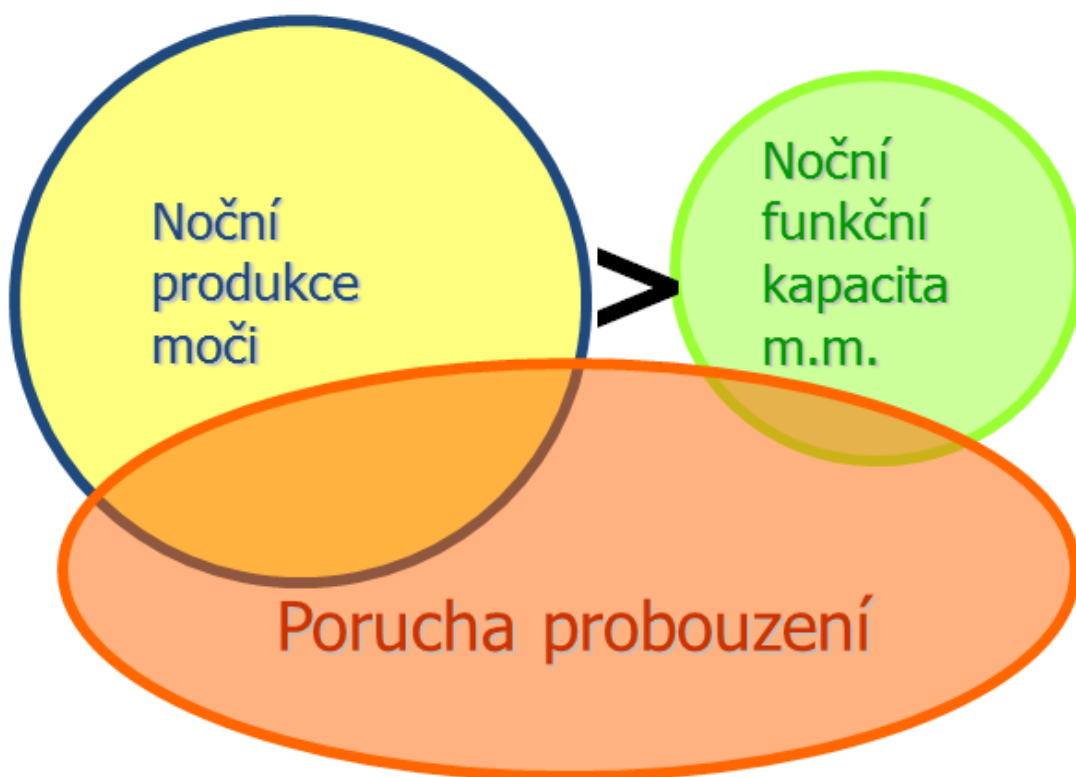 Noční
produkce
moči
>
Noční
funkční
kapacita
m.m.
Porucha probouzení